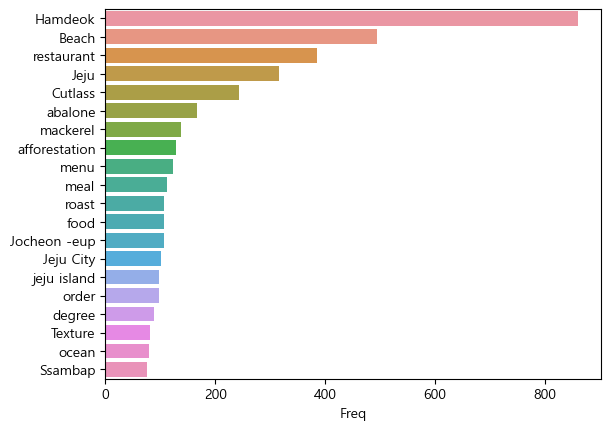 Hamdeok
Beach
restaurant
Jeju
Cutlass
abalone
mackerel
afforestation
menu
meal
roast
food
Jocheon -eup
Jeju City
jeju island
order
degree
Texture
ocean
Ssambap
0 200 400 600 800
Freq